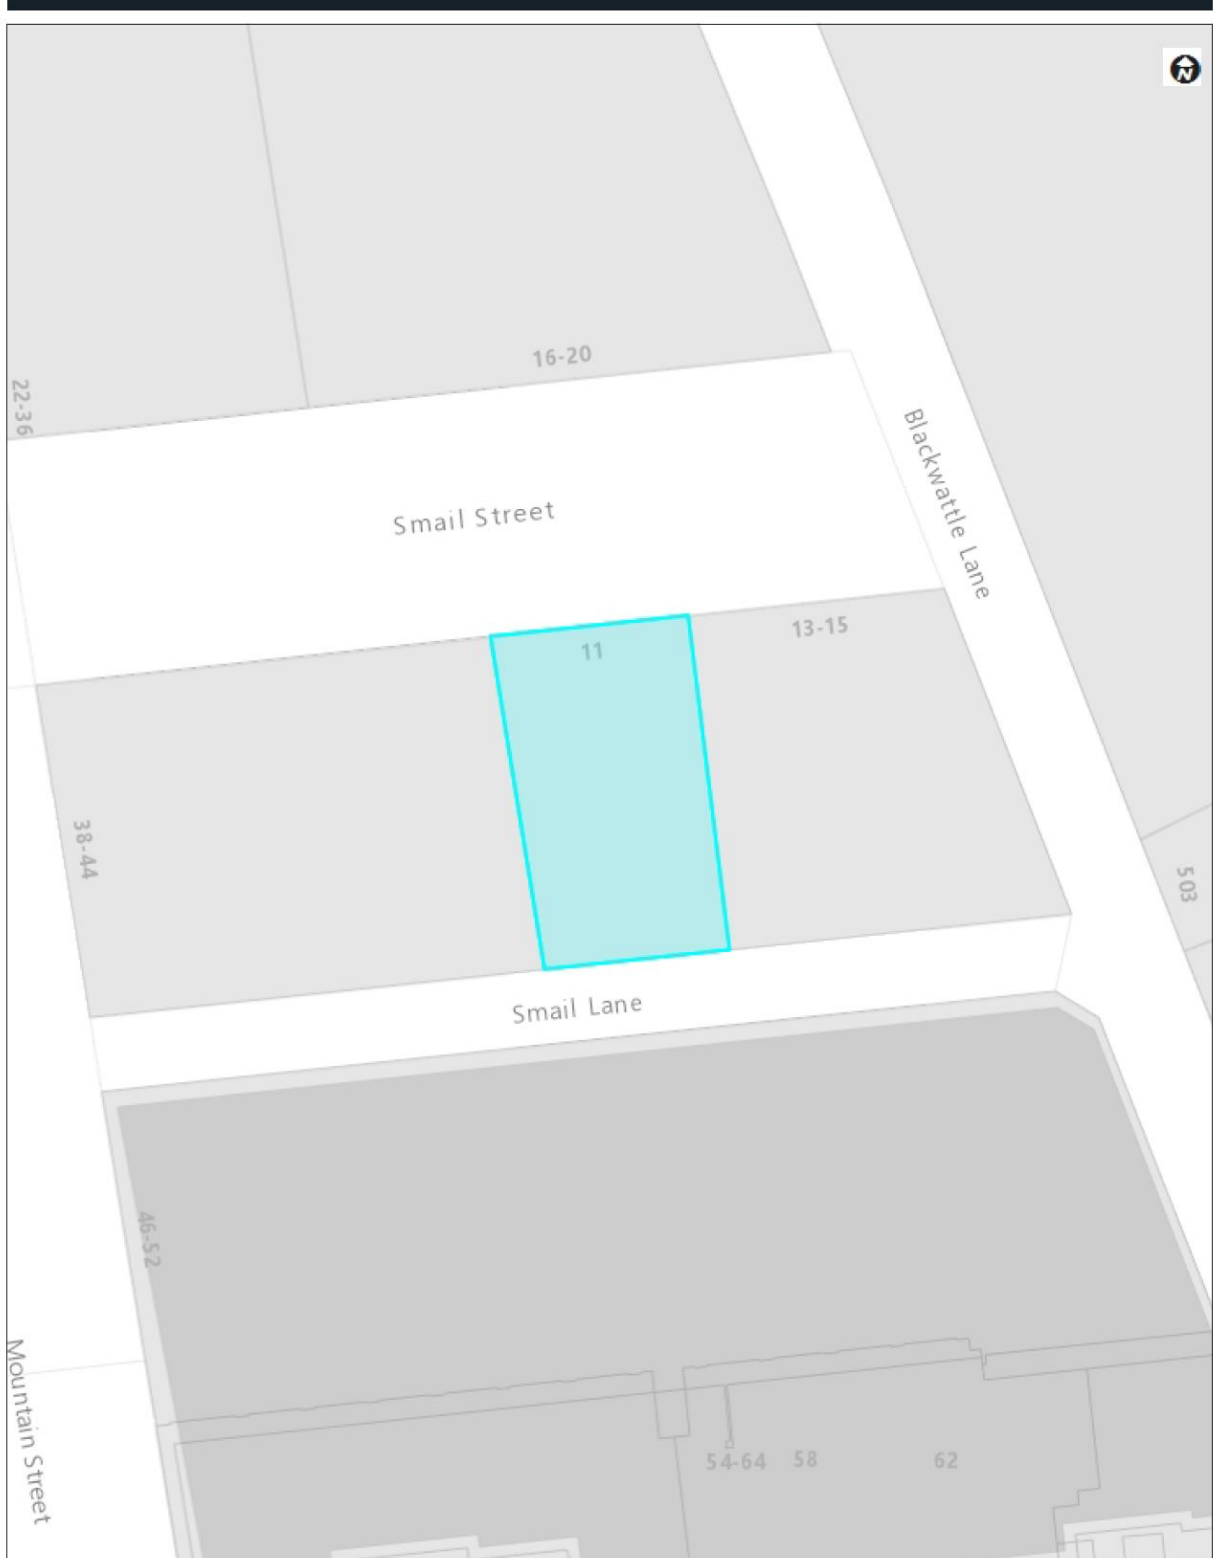 N
16-20
22-36
Blackwattle Lane
Smail Street
13-15
11
38-44
503
Smail Lane
46-52
Mountain Street
54-64
58
62